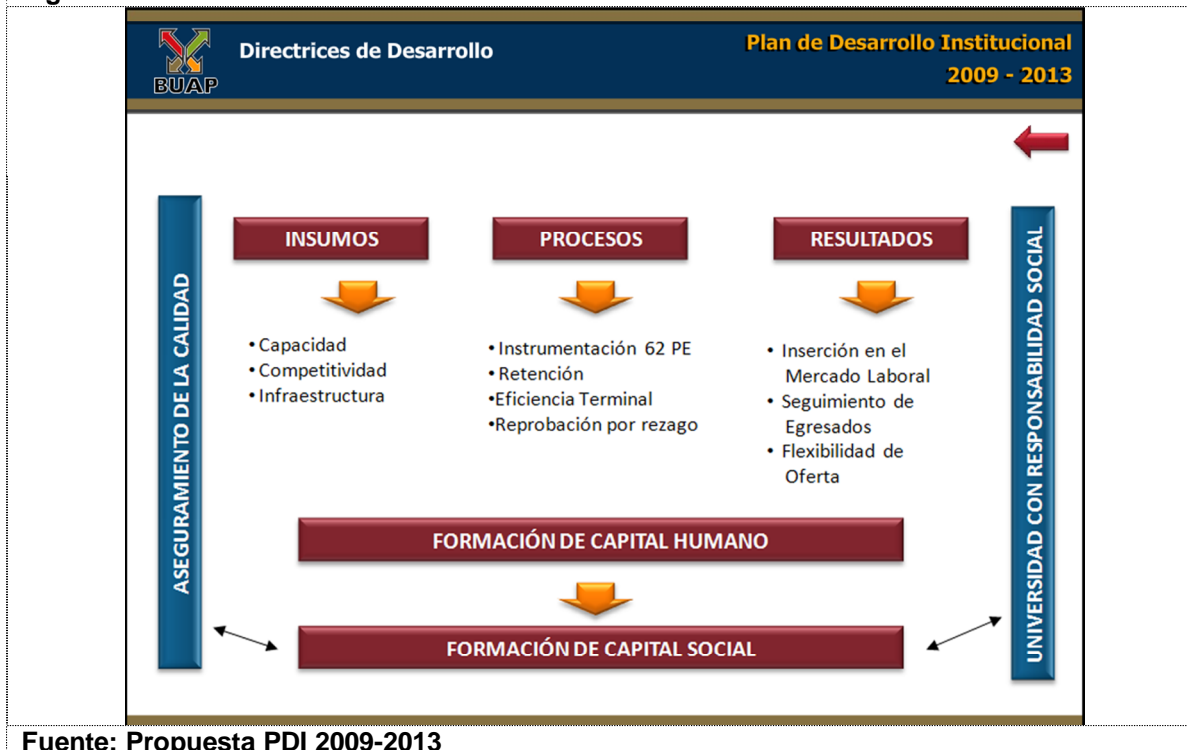 BUAP
Directrices de Desarrollo
Plan de Desarrollo Institucional
2009 - 2013
ASEGURAMIENTO DE LA CALIDAD
INSUMOS
• Capacidad
• Competitividad
• Infraestructura
PROCESOS
• Instrumentación 62 PE
• Retención
•Eficiencia Terminal
•Reprobación por rezago
RESULTADOS
• Inserción en el
Mercado Laboral
• Seguimiento de
Egresados
• Flexibilidad de
Oferta
UNIVERSIDAD CON RESPONSABILIDAD SOCIAL
FORMACIÓN DE CAPITAL HUMANO
FORMACIÓN DE CAPITAL SOCIAL
Fuente: Propuesta PDI 2009-2013